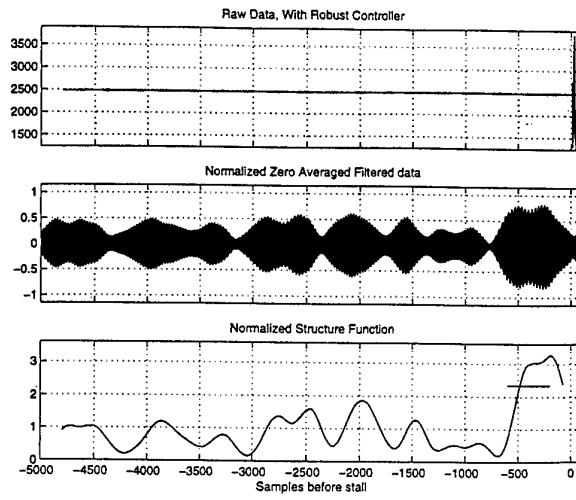 Raw Data, With Robust Controller
3500
3000
2500
2000
1500
Normalized Zero Averaged Filtered data
1
0.5
0
-0.5
-1
Normalized Structure Function
3
2
1
0
-5000 -4500 -4000 -3500 -3000 -2500 -2000 -1500 -1000 -500 0
Samples before stall